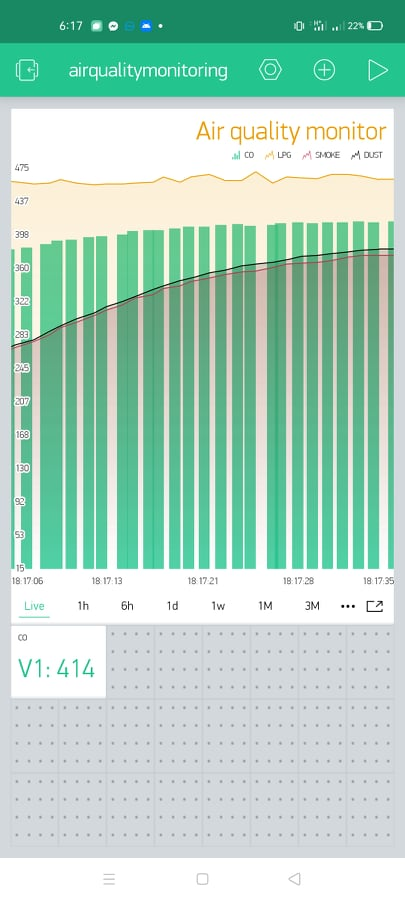 6:17
22%
airqualitymonitoring
Air quality monitor
CO LPG SMOKE DUST
475
437
398
360
322
283
245
207
168
130
92
53
15
18:17:06 18:17:13 18:17:21 18:17:28 18:17:35
Live 1h 6h 1d 1w 1M 3M
CO
V1: 414